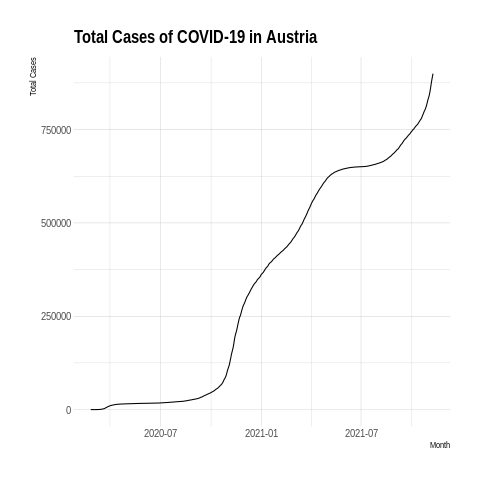 Total Cases of COVID-19 in Austria
Total Cases
750000
500000
250000
0
2020-07 2021-01 2021-07
Month